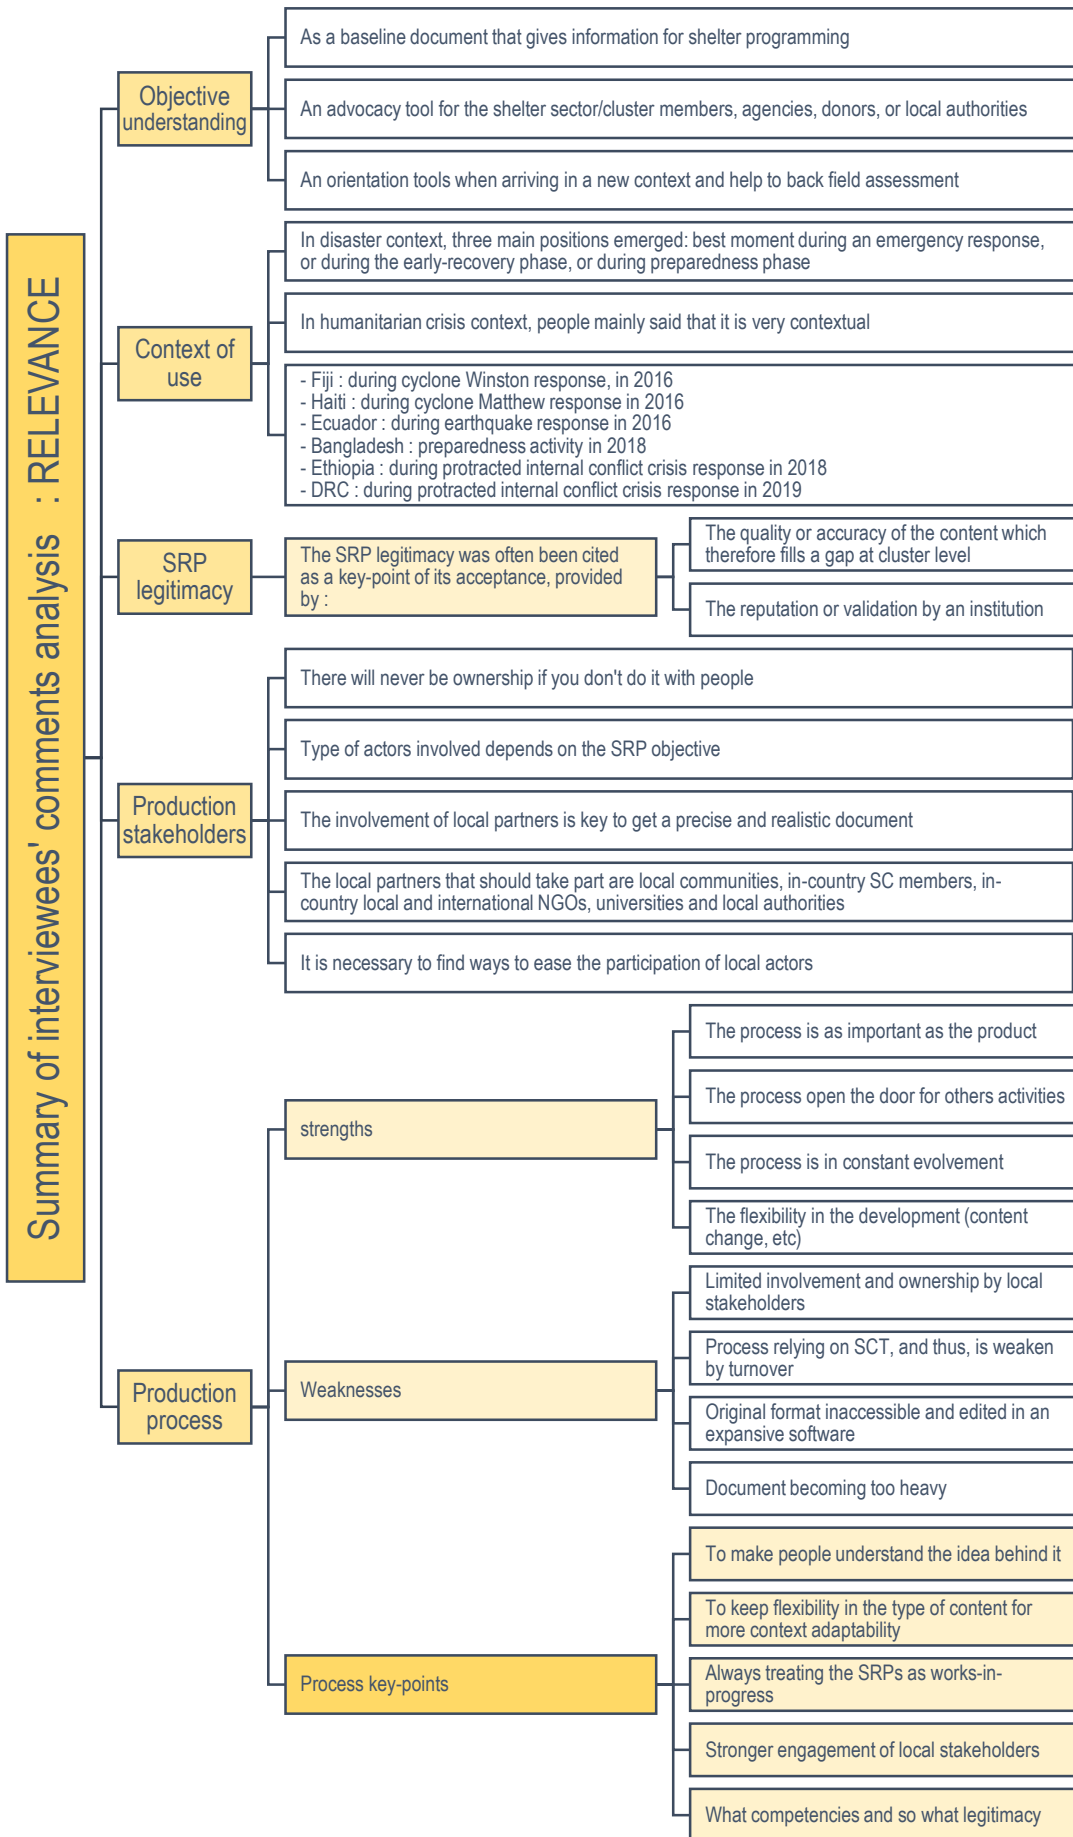 Summary of interviewees' comments analysis : RELEVANCE
Objective
understanding
As a baseline document that gives information for shelter programming
An advocacy tool for the shelter sector/cluster members, agencies, donors, or local authorities
An orientation tools when arriving in a new context and help to back field assessment
Context of
use
In disaster context, three main positions emerged: best moment during an emergency response,
or during the early-recovery phase, or during preparedness phase
In humanitarian crisis context, people mainly said that it is very contextual
- Fiji : during cyclone Winston response, in 2016
- Haiti : during cyclone Matthew response in 2016
- Ecuador : during earthquake response in 2016
- Bangladesh : preparedness activity in 2018
- Ethiopia : during protracted internal conflict crisis response in 2018
- DRC : during protracted internal conflict crisis response in 2019
SRP
legitimacy
The SRP legitimacy was often been cited
as a key-point of its acceptance, provided
by :
The quality or accuracy of the content which
therefore fills a gap at cluster level
The reputation or validation by an institution
Production
stakeholders
There will never be ownership if you don't do it with people
Type of actors involved depends on the SRP objective
The involvement of local partners is key to get a precise and realistic document
The local partners that should take part are local communities, in-country SC members, in-
country local and international NGOs, universities and local authorities
It is necessary to find ways to ease the participation of local actors
Production
process
strengths
The process is as important as the product
The process open the door for others activities
The process is in constant evolvement
The flexibility in the development (content
change, etc)
Weaknesses
Limited involvement and ownership by local
stakeholders
Process relying on SCT, and thus, is weaken
by turnover
Original format inaccessible and edited in an
expansive software
Document becoming too heavy
Process key-points
To make people understand the idea behind it
To keep flexibility in the type of content for
more context adaptability
Always treating the SRPs as works-in-
progress
Stronger engagement of local stakeholders
What competencies and so what legitimacy